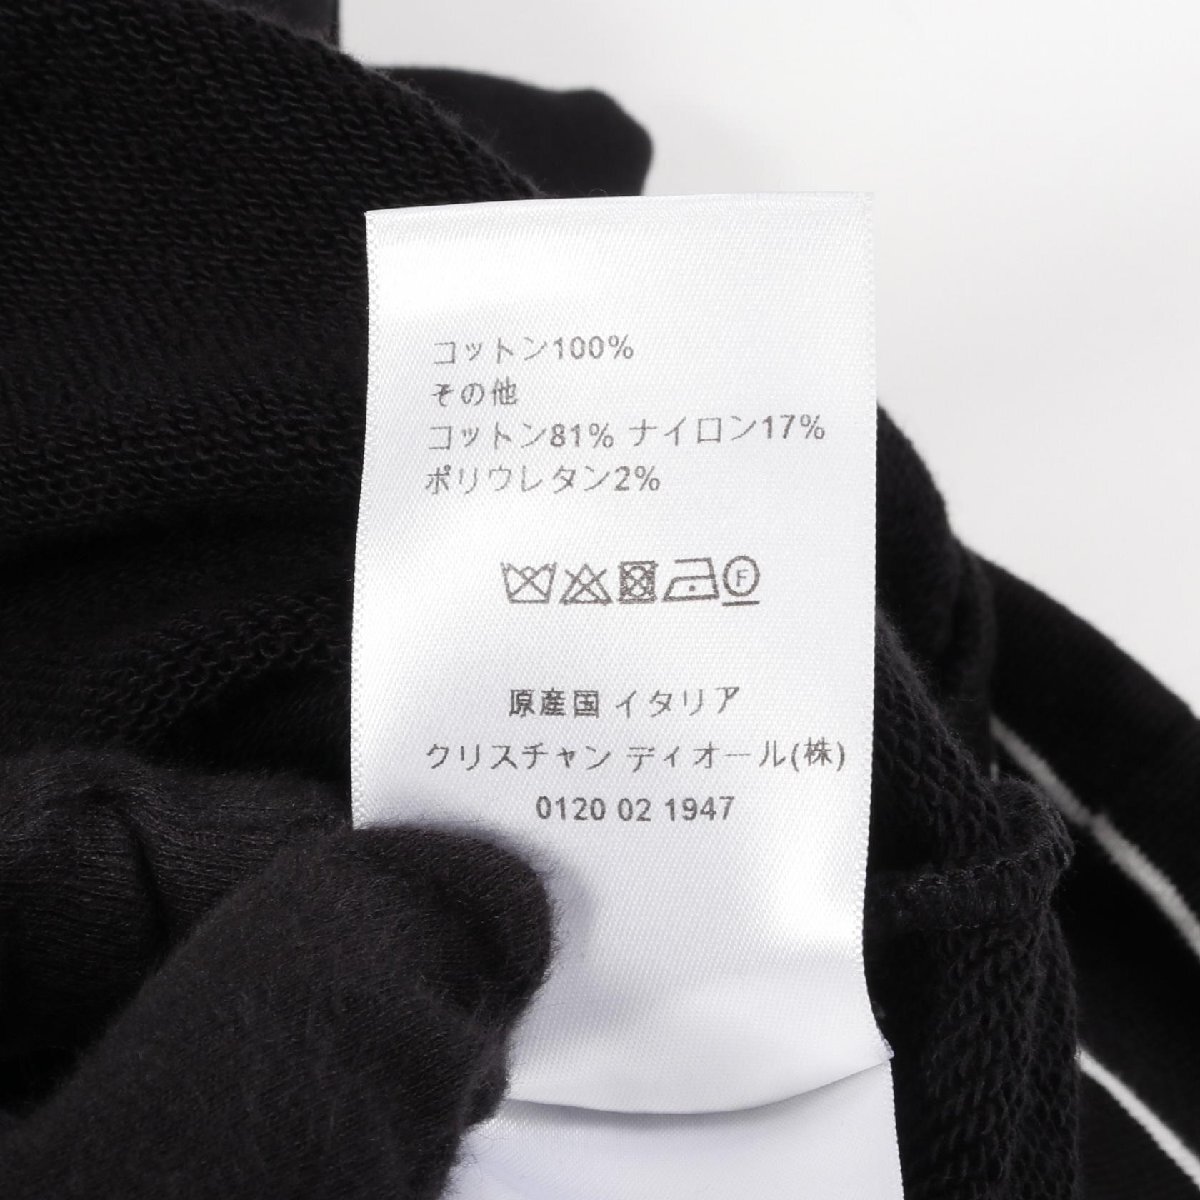 コットン100%
その他
コットン81% ナイロン17%
ポリウレタン2%
F
原産国 イタリア
クリスチャン ディオール(株)
0120 02 1947